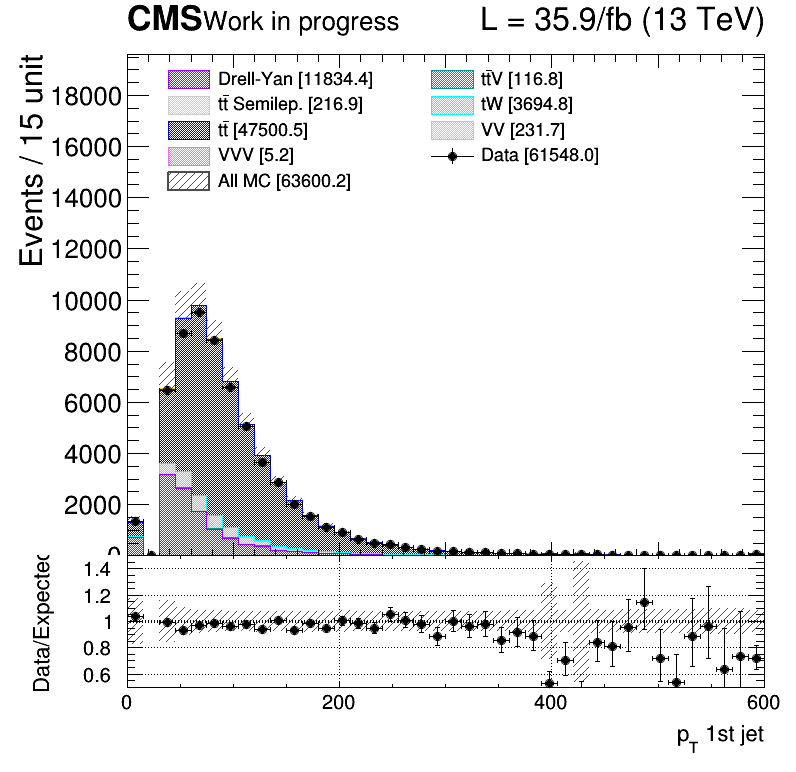 CMS Work in progress L = 35.9/fb (13 TeV)
Events / 15 unit
18000
16000
14000
12000
10000
8000
6000
4000
2000
0
Drell-Yan [11834.4]
tt̄ Semilep. [216.9]
tt̄ [47500.5]
VVV [5.2]
All MC [63600.2]
tt̄V [116.8]
tW [3694.8]
VV [231.7]
Data [61548.0]
Data/Expected
1.4
1.2
1
0.8
0.6
0 200 400 600
p_T 1st jet